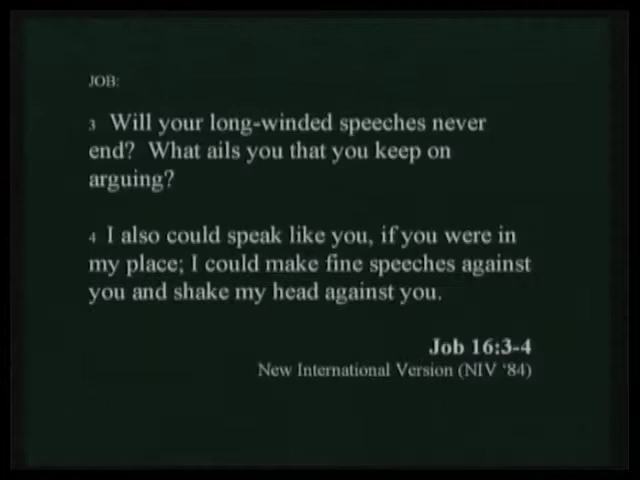 JOB:
3 Will your long-winded speeches never
end? What ails you that you keep on
arguing?
4 I also could speak like you, if you were in
my place; I could make fine speeches against
you and shake my head against you.
Job 16:3-4
New International Version (NIV ‘84)